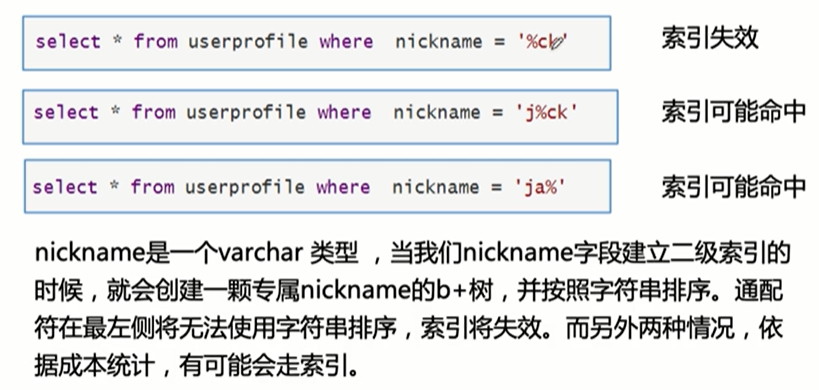 select * from userprofile where nickname = '%ck'
索引失效
select * from userprofile where nickname = 'j%ck'
索引可能命中
select * from userprofile where nickname = 'ja%'
索引可能命中
nickname是一个varchar 类型 ，当我们nickname字段建立二级索引的
时候，就会创建一颗专属nickname的b+树，并按照字符串排序。通配
符在最左侧将无法使用字符串排序，索引将失效。而另外两种情况，依
据成本统计，有可能会走索引。